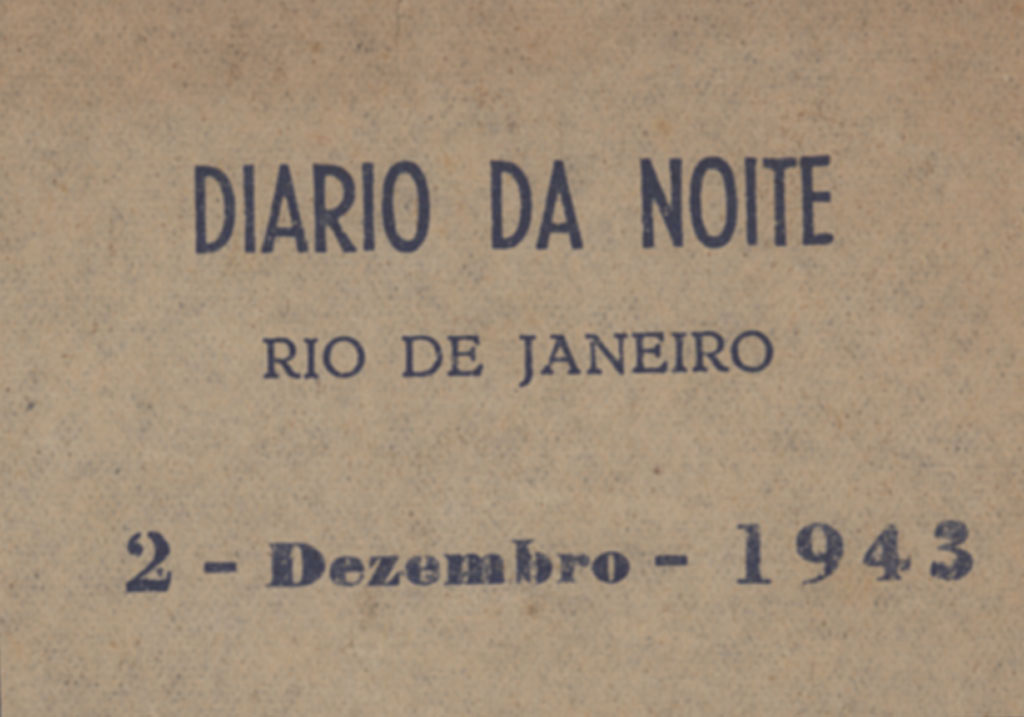 DIARIO DA NOITE
RIO DE JANEIRO
2 - Dezembro - 1943